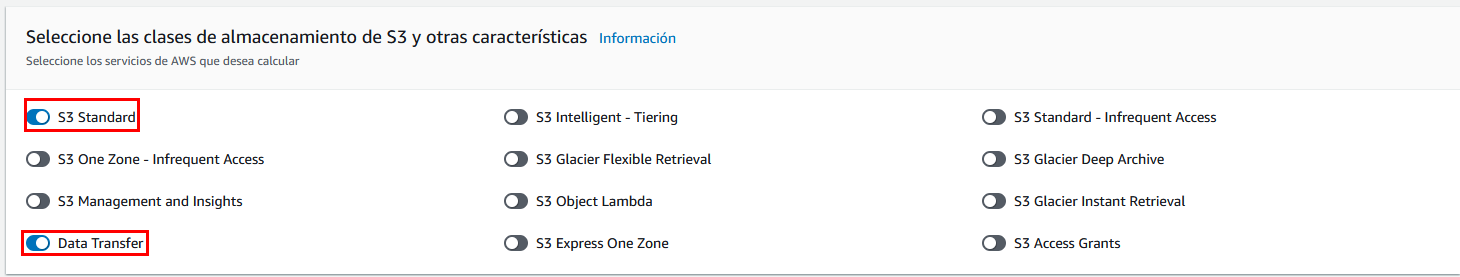 Seleccione las clases de almacenamiento de S3 y otras características Información
Seleccione los servicios de AWS que desea calcular
S3 Standard S3 Intelligent - Tiering S3 Standard - Infrequent Access
S3 One Zone - Infrequent Access S3 Glacier Flexible Retrieval S3 Glacier Deep Archive
S3 Management and Insights S3 Object Lambda S3 Glacier Instant Retrieval
Data Transfer S3 Express One Zone S3 Access Grants